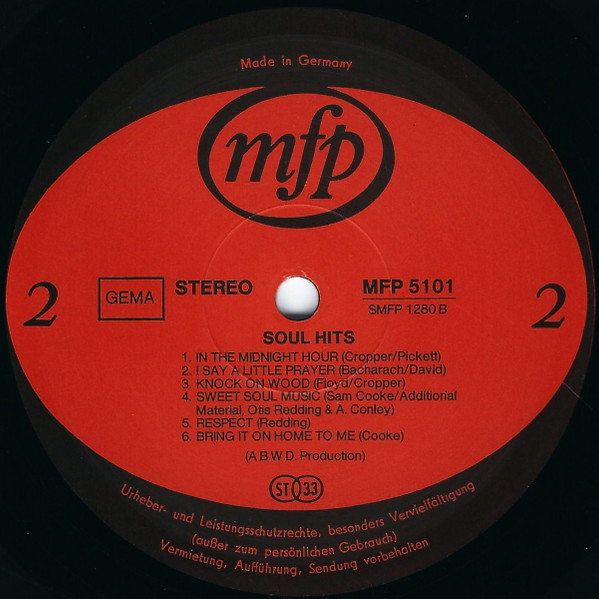 Made in Germany
mfp
2
GEMA
STEREO
MFP 5101
SMFP 1280 B
2
SOUL HITS
1. IN THE MIDNIGHT HOUR (Cropper/Pickett)
2. I SAY A LITTLE PRAYER (Bacharach/David)
3. KNOCK ON WOOD (Floyd/Cropper)
4. SWEET SOUL MUSIC (Sam Cooke/Additional
Material, Otis Redding & A. Conley)
5. RESPECT (Redding)
6. BRING IT ON HOME TO ME (Cooke)
(A B.W.D. Production)
ST 33
Urheber- und Leistungsschutzrechte, besonders Vervielfältigung
(außer zum persönlichen Gebrauch)
Vermietung, Aufführung, Sendung vorbehalten